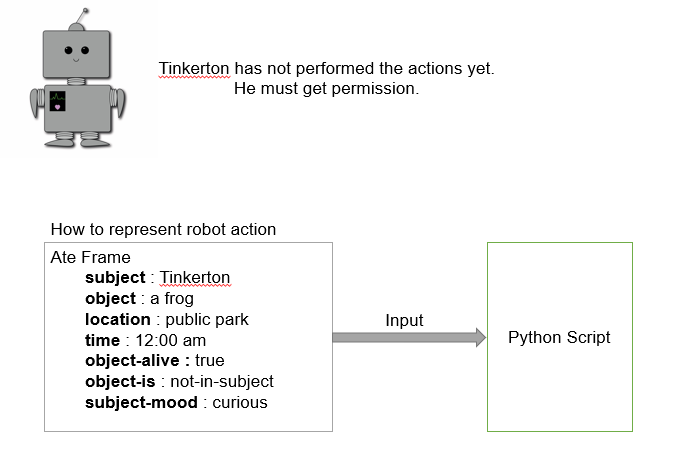 Tinkerton has not performed the actions yet.
He must get permission.
How to represent robot action
Ate Frame
subject : Tinkerton
object : a frog
location : public park
time : 12:00 am
object-alive : true
object-is : not-in-subject
subject-mood : curious
Input
Python Script